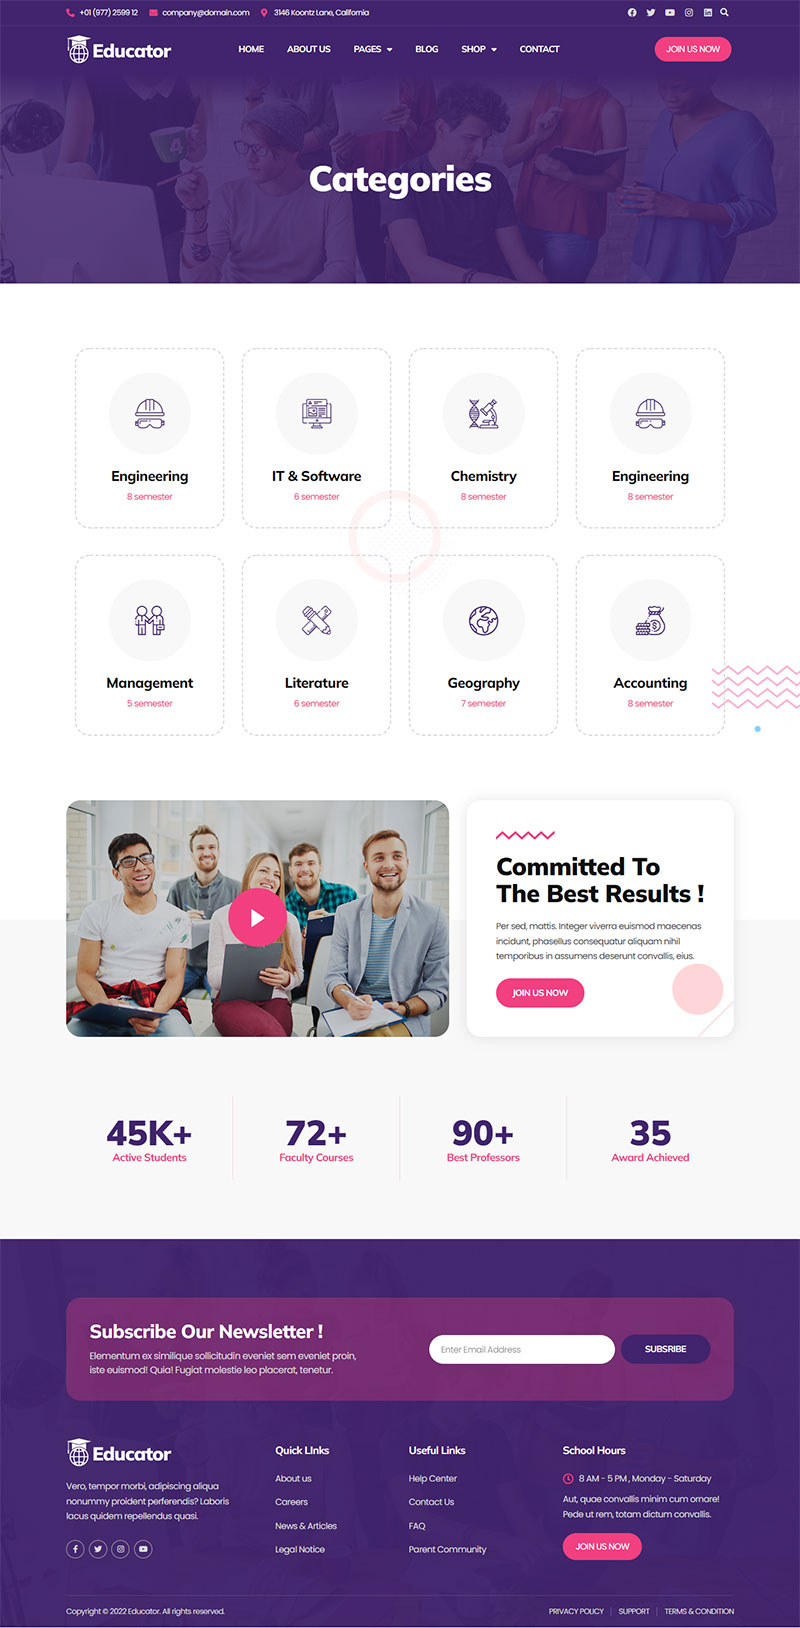 +01 (977) 2599 12 company@domain.com 3146 Koontz Lane, California
Educator HOME ABOUT US PAGES BLOG SHOP CONTACT JOIN US NOW
4
Categories
Engineering IT & Software Chemistry Engineering
8 semester 6 semester 8 semester 8 semester
Management Literature Geography Accounting
5 semester 6 semester 7 semester 8 semester
Committed To
The Best Results !
Per sed, mattis. Integer viverra euismod maecenas
incidunt, phasellus consequatur aliquam nihil
temporibus in assumens deserunt convallis, eius.
JOIN US NOW
45K+ 72+ 90+ 35
Active Students Faculty Courses Best Professors Award Achieved
Subscribe Our Newsletter !
Elementum ex similique sollicitudin eveniet sem eveniet proin,
iste euismod! Quia! Fugiat molestie leo placerat, tenetur.
Enter Email Address SUBSRIBE
Educator
Vero, tempor morbi, adipiscing aliqua
nonummy proident perferendis? Laboris
lacus quidem repellendus quasi.
Quick LInks
About us
Careers
News & Articles
Legal Notice
Useful Links
Help Center
Contact Us
FAQ
Parent Community
School Hours
8 AM - 5 PM , Monday - Saturday
Aut, quae convallis minim cum ornare!
Pede ut rem, totam dictum convallis.
JOIN US NOW
Copyright © 2022 Educator. All rights reserved. PRIVACY POLICY SUPPORT TERMS & CONDITION